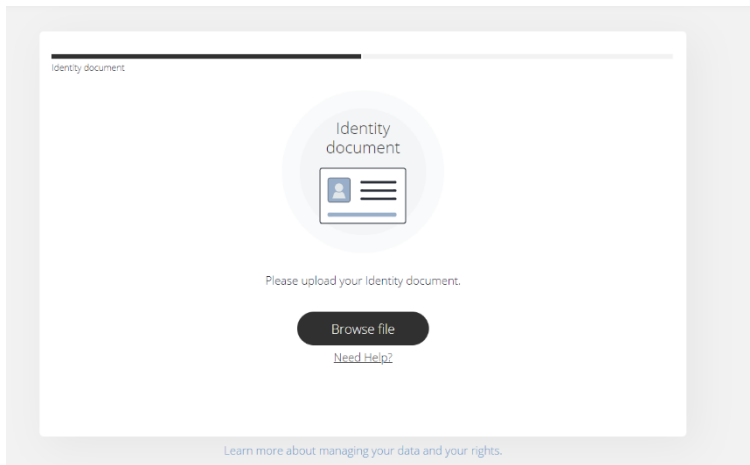 Identity document
Identity
document
Please upload your Identity document.
Browse file
Need Help?
Learn more about managing your data and your rights.